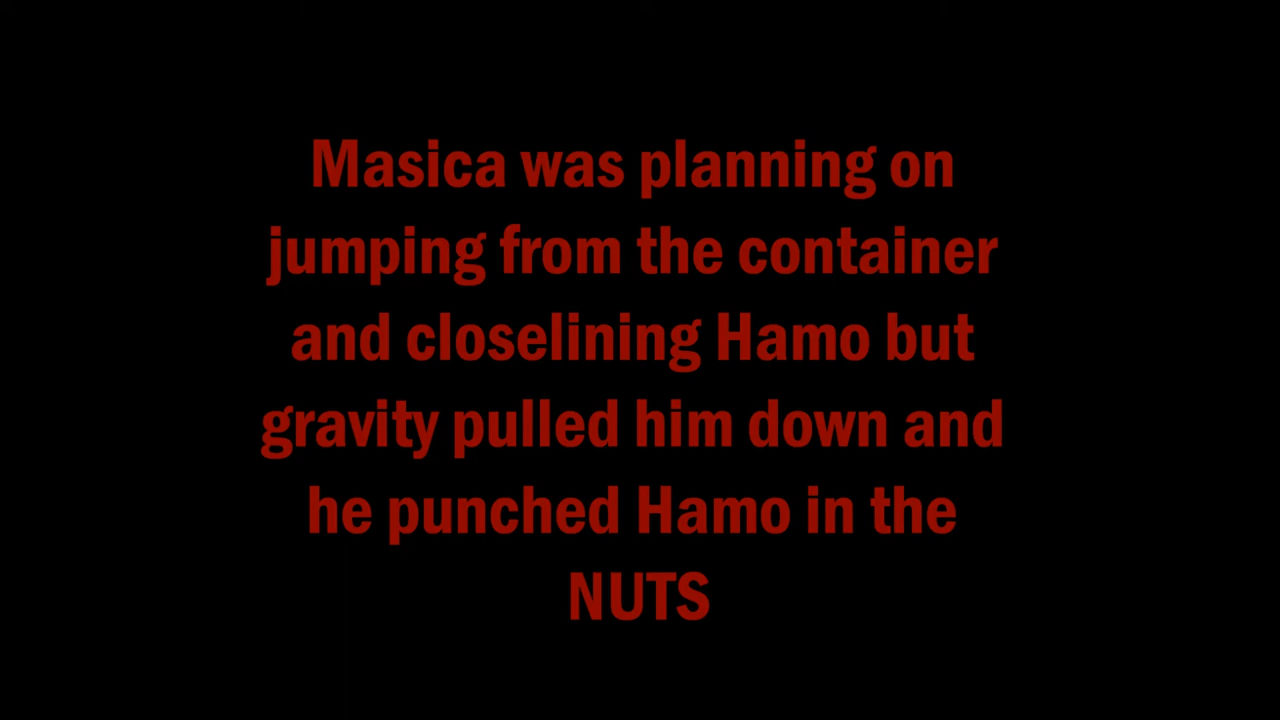 Masica was planning on
jumping from the container
and closelining Hamo but
gravity pulled him down and
he punched Hamo in the
NUTS